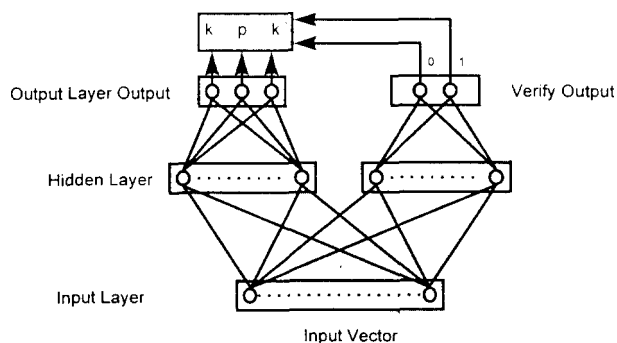 k p k
0 1
Output Layer Output
Verify Output
Hidden Layer
Input Layer
Input Vector